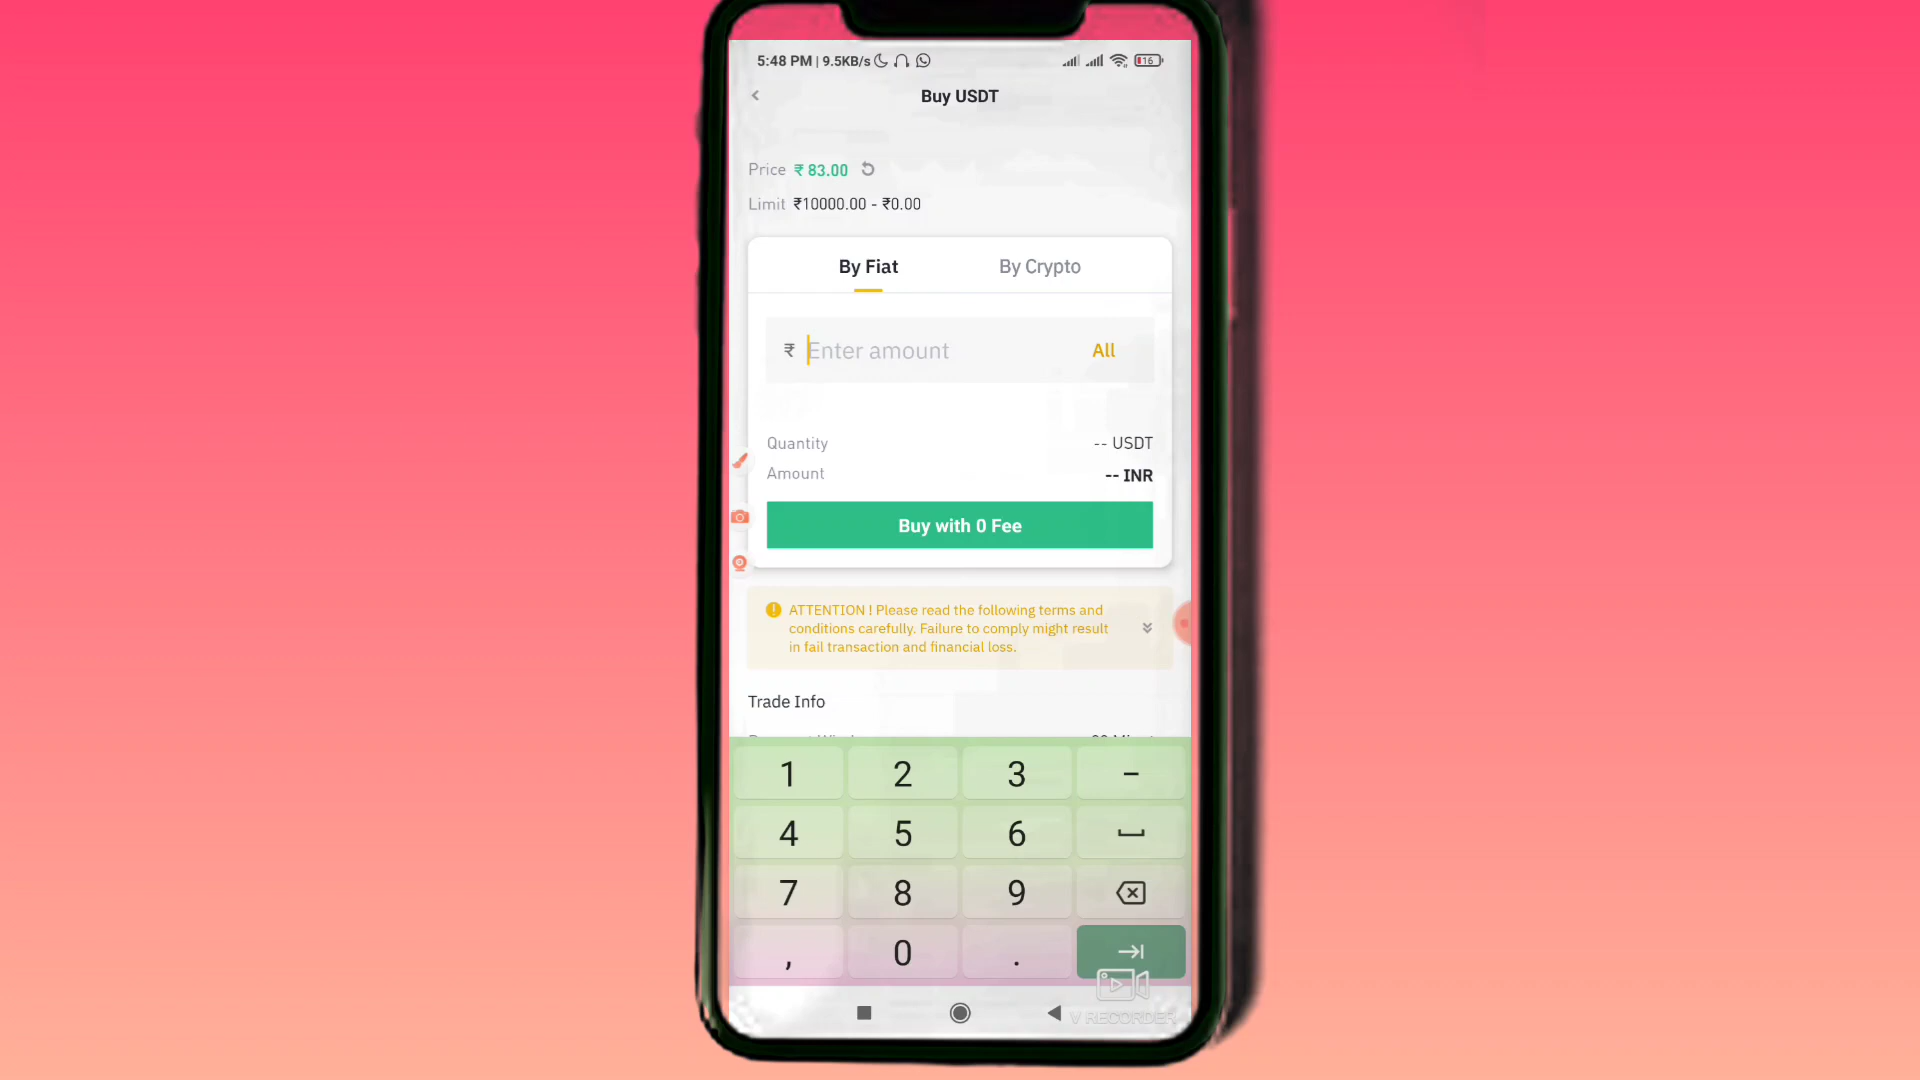 5:48 PM | 9.5KB/s
16
Buy USDT
Price ₹ 83.00
Limit ₹10000.00 - ₹0.00
By Fiat By Crypto
₹ Enter amount All
Quantity -- USDT
Amount -- INR
Buy with 0 Fee
ATTENTION ! Please read the following terms and
conditions carefully. Failure to comply might result
in fail transaction and financial loss.
Trade Info
1 2 3 -
4 5 6
7 8 9
, 0 .
V RECORDER